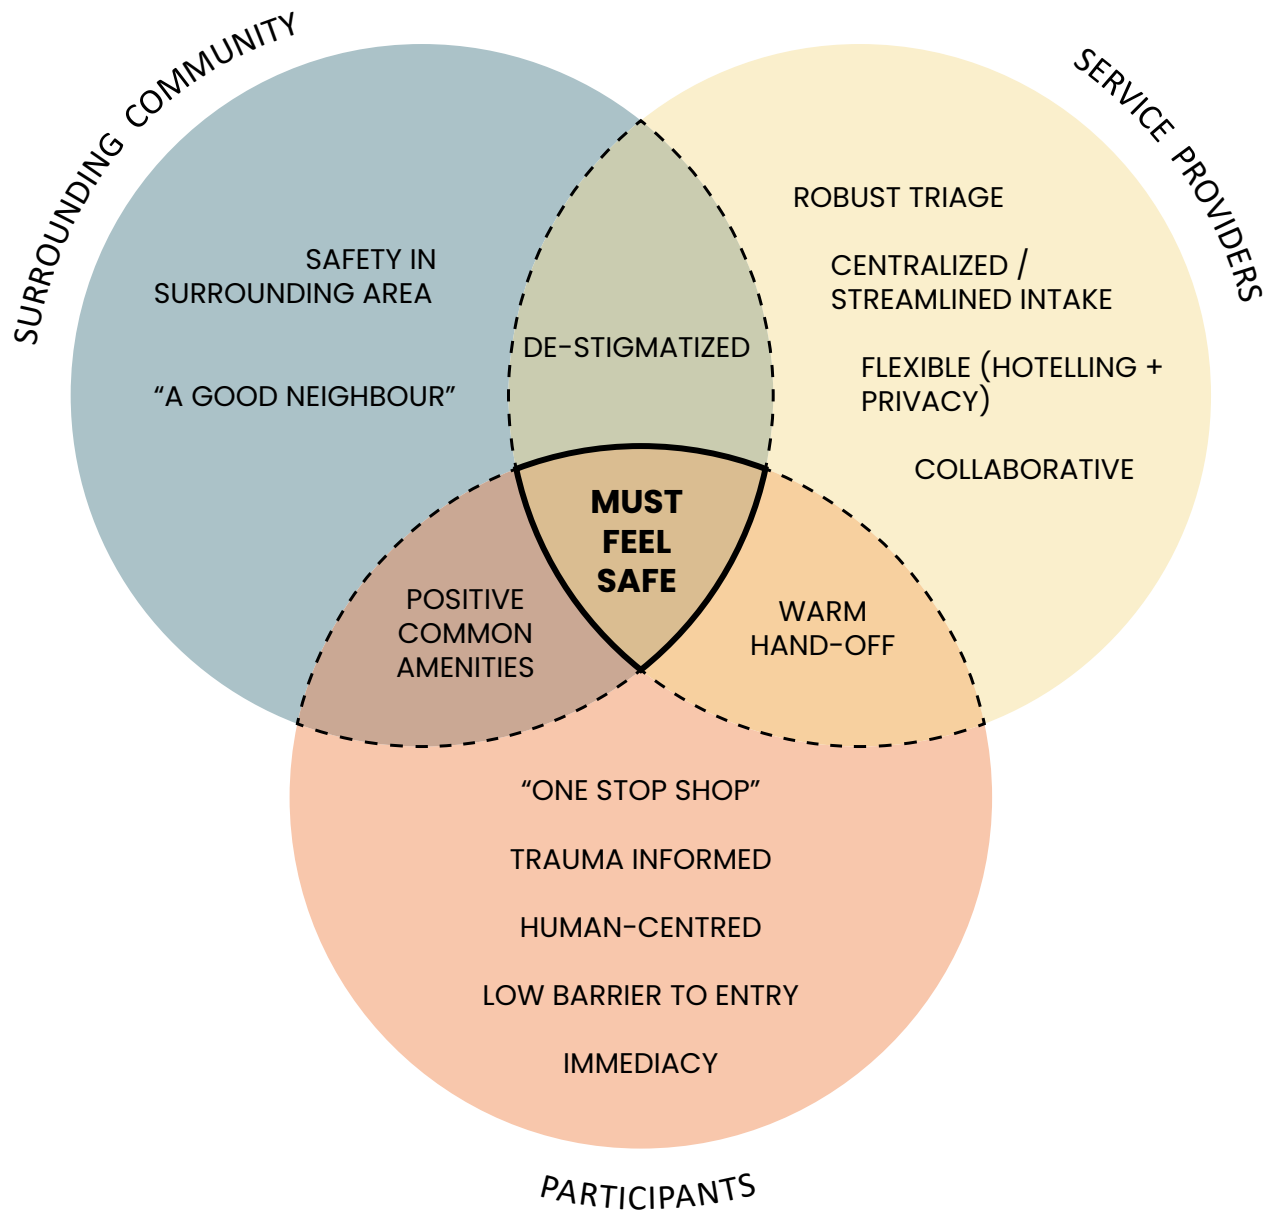 SURROUNDING COMMUNITY
SERVICE PROVIDERS
SAFETY IN
SURROUNDING AREA
“A GOOD NEIGHBOUR”
DE-STIGMATIZED
ROBUST TRIAGE
CENTRALIZED /
STREAMLINED INTAKE
FLEXIBLE (HOTELLING +
PRIVACY)
COLLABORATIVE
MUST
FEEL
SAFE
POSITIVE
COMMON
AMENITIES
WARM
HAND-OFF
“ONE STOP SHOP”
TRAUMA INFORMED
HUMAN-CENTRED
LOW BARRIER TO ENTRY
IMMEDIACY
PARTICIPANTS